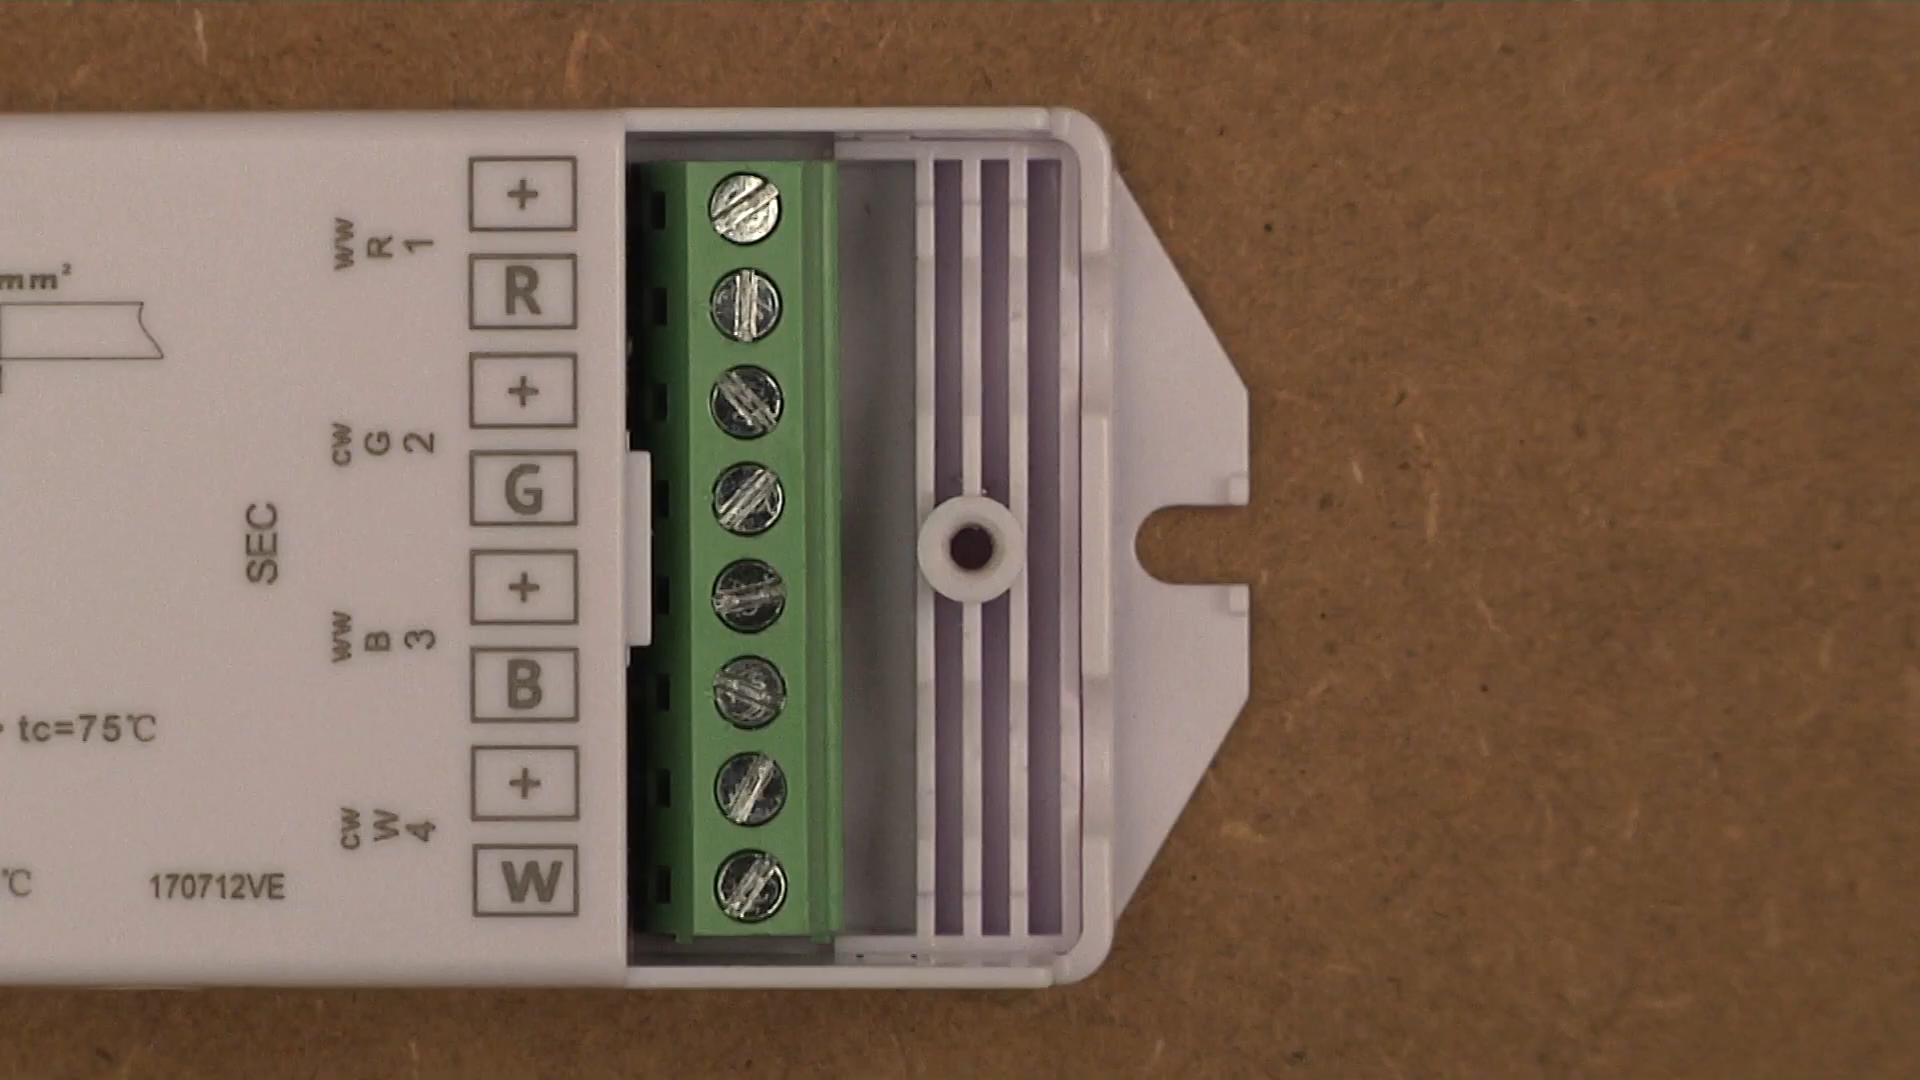 mm²
SEC
tc=75℃
℃
170712VE
WW
R
1
CW
G
2
WW
B
3
CW
W
4
+
R
+
G
+
B
+
W